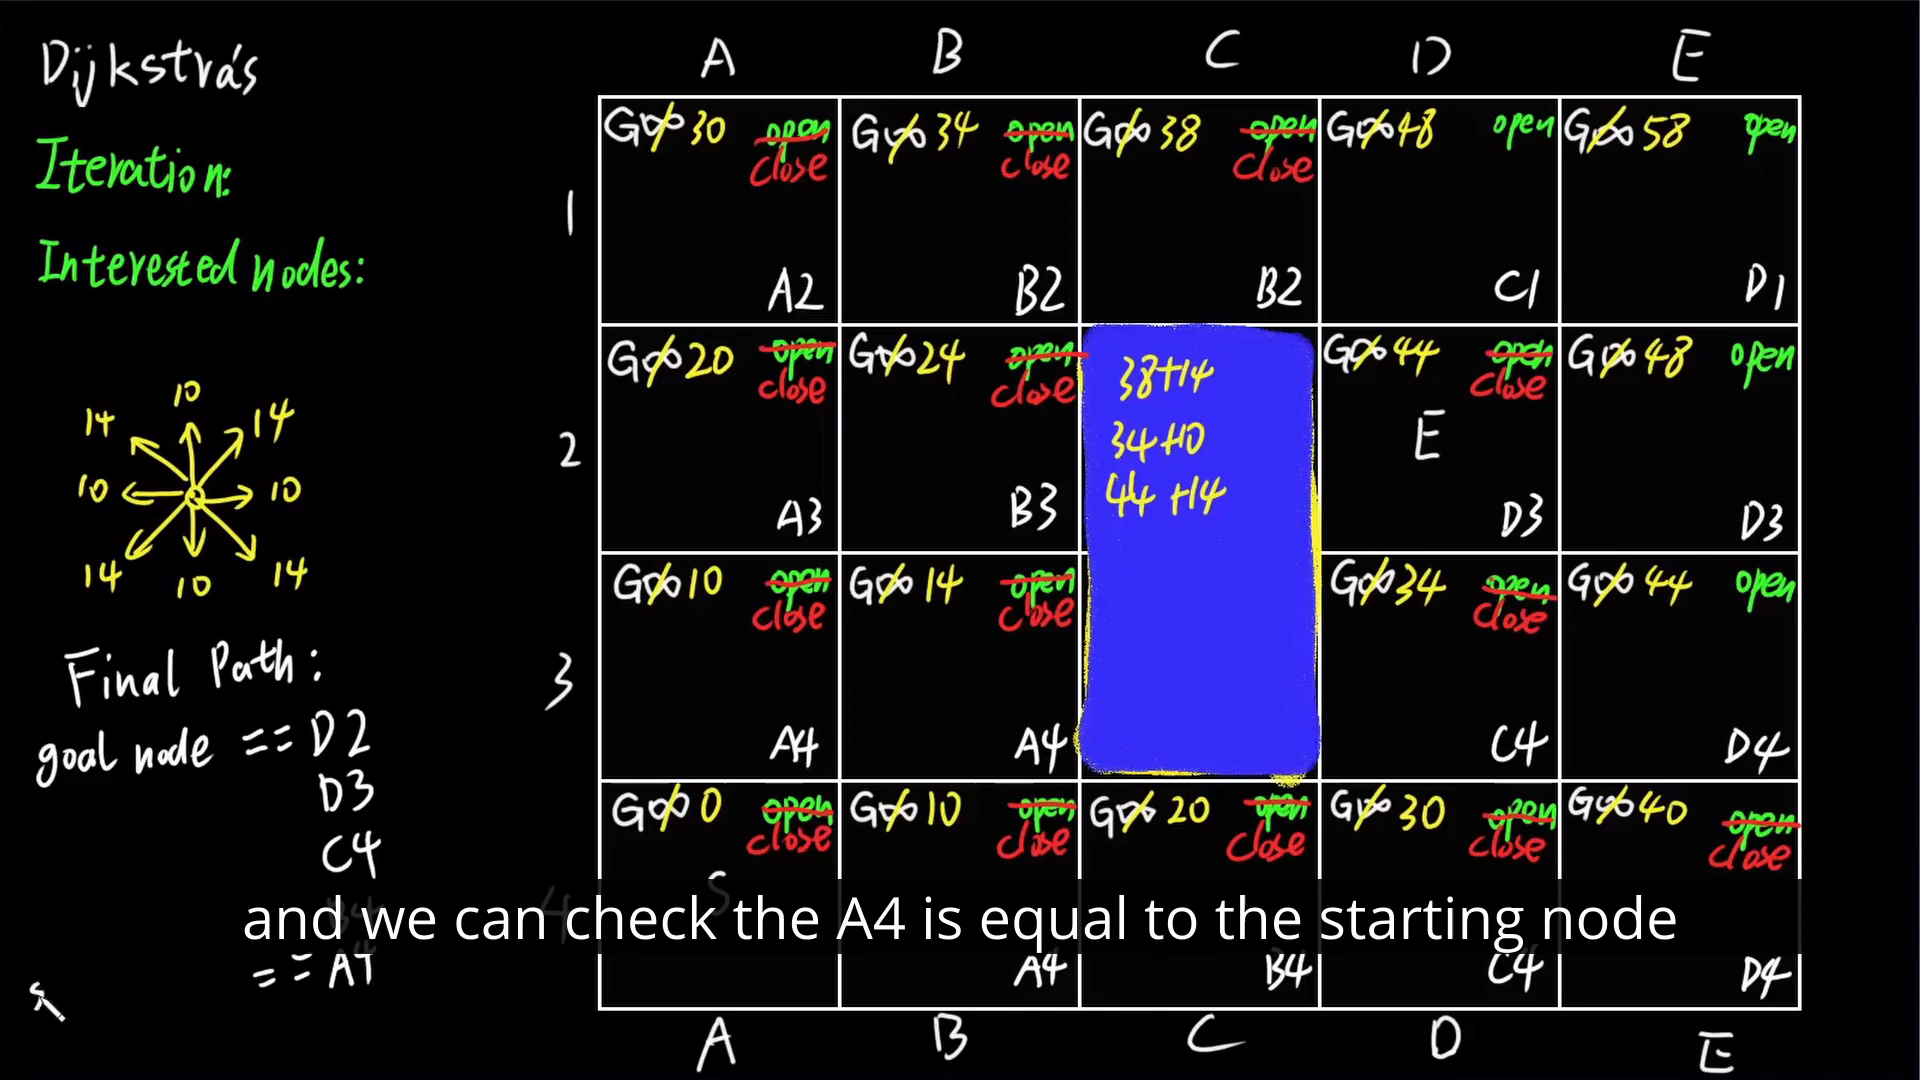 Dijkstra's
Iteration:
Interested nodes:
10
14 14
10 10
14 14
10
Final Path:
goal node == D2
D3
C4
B4
== A4
A B C D E
1
G∞ 30 open close A2
G∞ 34 open close B2
G∞ 38 open close B2
G∞ 48 open C1
G∞ 58 open D1
2
G∞ 20 open close A3
G∞ 24 open close B3
38+14
34+10
44+14
G∞ 44 open close E D3
G∞ 48 open D3
3
G∞ 10 open close A4
G∞ 14 open close A4
G∞ 34 open close C4
G∞ 44 open D4
4
G∞ 0 open close S
G∞ 10 open close A4
G∞ 20 open close B4
G∞ 30 open close C4
G∞ 40 open close D4
A B C D E
and we can check the A4 is equal to the starting node